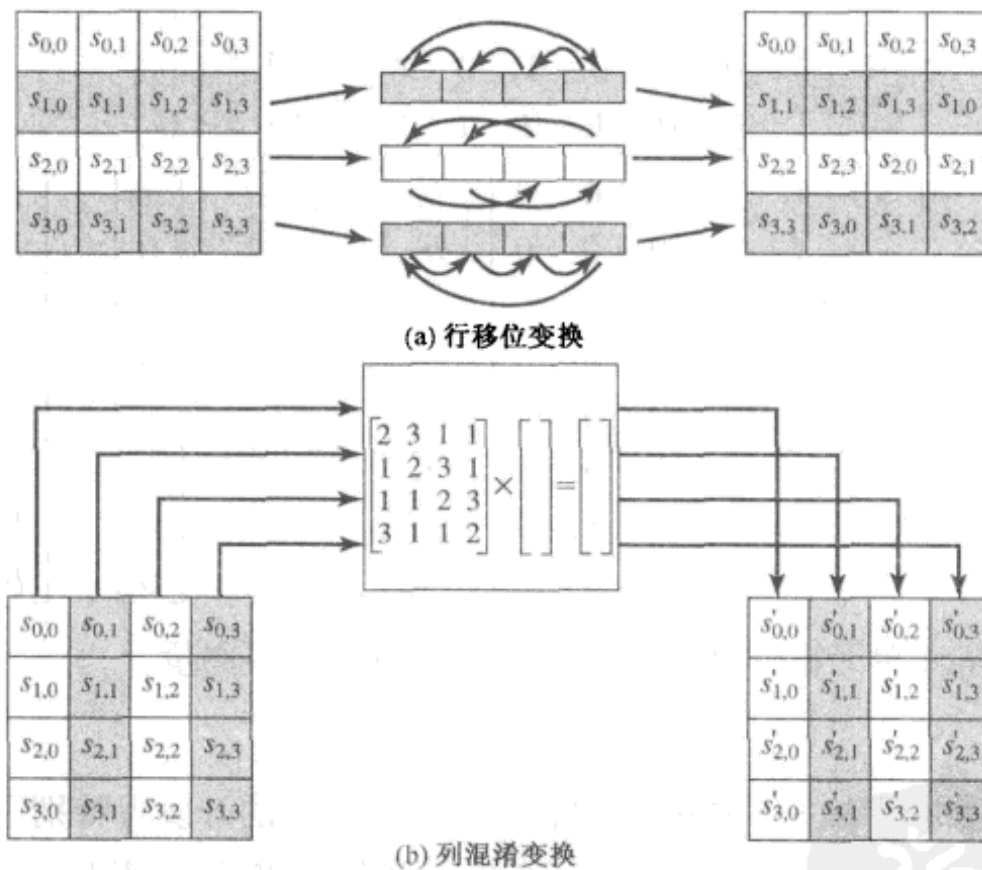 s0,0 s0,1 s0,2 s0,3 s0,0 s0,1 s0,2 s0,3
s1,0 s1,1 s1,2 s1,3 s1,1 s1,2 s1,3 s1,0
s2,0 s2,1 s2,2 s2,3 s2,2 s2,3 s2,0 s2,1
s3,0 s3,1 s3,2 s3,3 s3,3 s3,0 s3,1 s3,2
(a) 行移位变换
2 3 1 1
1 2 3 1
1 1 2 3
3 1 1 2
× =
s0,0 s0,1 s0,2 s0,3 s'0,0 s'0,1 s'0,2 s'0,3
s1,0 s1,1 s1,2 s1,3 s'1,0 s'1,1 s'1,2 s'1,3
s2,0 s2,1 s2,2 s2,3 s'2,0 s'2,1 s'2,2 s'2,3
s3,0 s3,1 s3,2 s3,3 s'3,0 s'3,1 s'3,2 s'3,3
(b) 列混淆变换